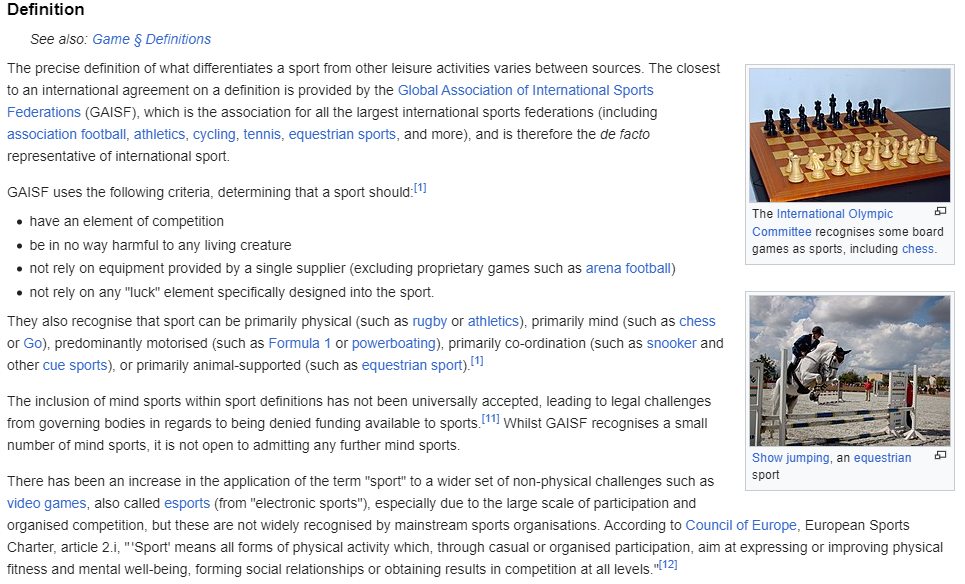 Definition
See also: Game § Definitions
The precise definition of what differentiates a sport from other leisure activities varies between sources. The closest
to an international agreement on a definition is provided by the Global Association of International Sports
Federations (GAISF), which is the association for all the largest international sports federations (including
association football, athletics, cycling, tennis, equestrian sports, and more), and is therefore the de facto
representative of international sport.
GAISF uses the following criteria, determining that a sport should:[1]
• have an element of competition
• be in no way harmful to any living creature
• not rely on equipment provided by a single supplier (excluding proprietary games such as arena football)
• not rely on any "luck" element specifically designed into the sport.
They also recognise that sport can be primarily physical (such as rugby or athletics), primarily mind (such as chess
or Go), predominantly motorised (such as Formula 1 or powerboating), primarily co-ordination (such as snooker and
other cue sports), or primarily animal-supported (such as equestrian sport).[1]
The inclusion of mind sports within sport definitions has not been universally accepted, leading to legal challenges
from governing bodies in regards to being denied funding available to sports.[11] Whilst GAISF recognises a small
number of mind sports, it is not open to admitting any further mind sports.
There has been an increase in the application of the term "sport" to a wider set of non-physical challenges such as
video games, also called esports (from "electronic sports"), especially due to the large scale of participation and
organised competition, but these are not widely recognised by mainstream sports organisations. According to Council of Europe, European Sports
Charter, article 2.i, "'Sport' means all forms of physical activity which, through casual or organised participation, aim at expressing or improving physical
fitness and mental well-being, forming social relationships or obtaining results in competition at all levels."[12]
The International Olympic
Committee recognises some board
games as sports, including chess.
Show jumping, an equestrian
sport